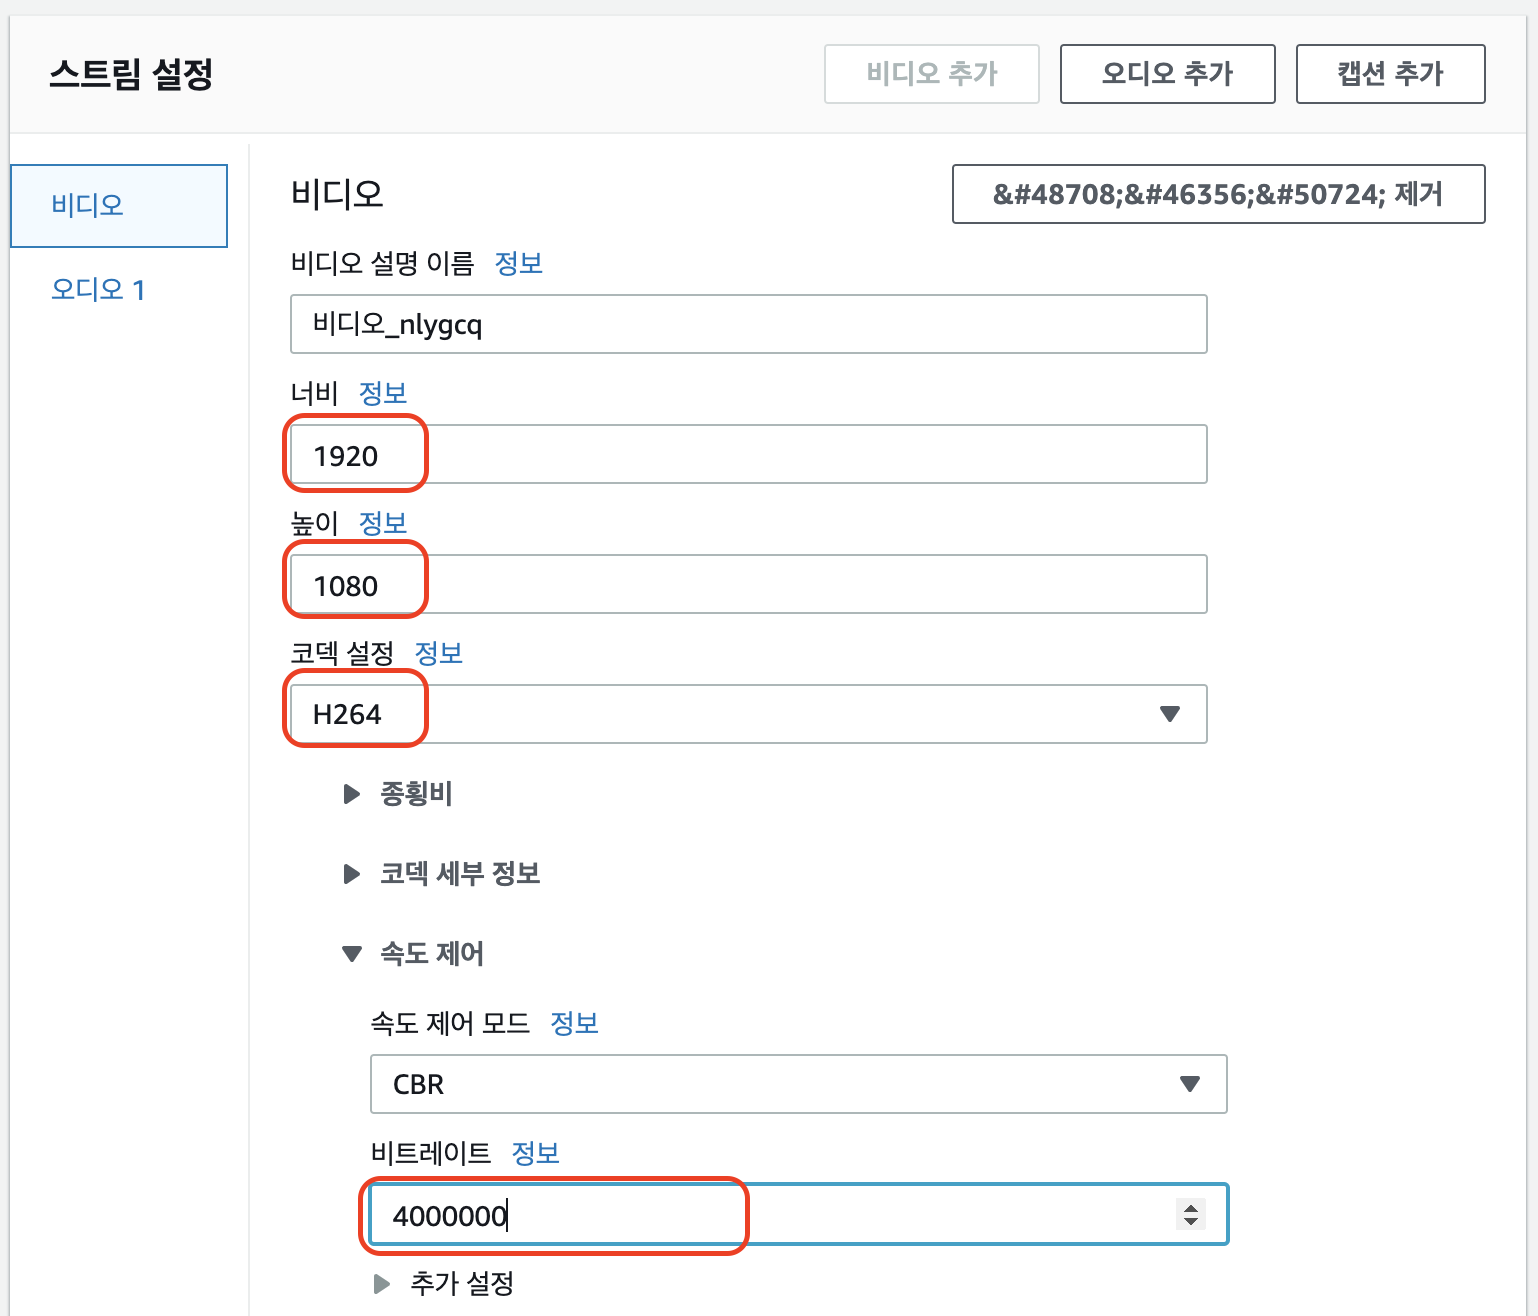 스트림 설정
비디오 추가
오디오 추가
캡션 추가
비디오
오디오 1
비디오
&#48708;&#46356;&#50724; 제거
비디오 설명 이름 정보
비디오_nlygcq
너비 정보
1920
높이 정보
1080
코덱 설정 정보
H264
종횡비
코덱 세부 정보
속도 제어
속도 제어 모드 정보
CBR
비트레이트 정보
4000000
추가 설정